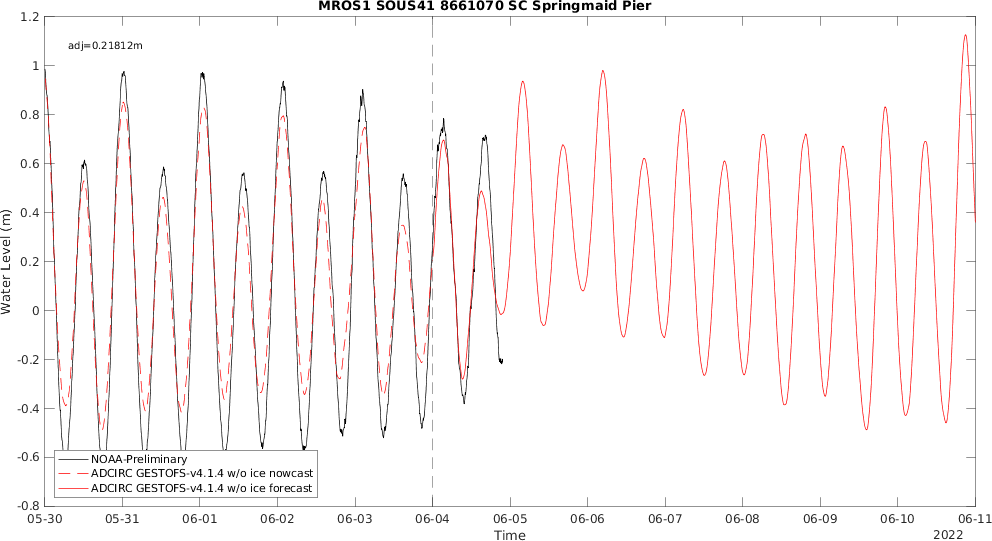 MROS1 SOUS41 8661070 SC Springmaid Pier
adj=0.21812m
1.2
1
0.8
0.6
0.4
0.2
0
-0.2
-0.4
-0.6
-0.8
Water Level (m)
NOAA-Preliminary
ADCIRC GESTOFS-v4.1.4 w/o ice nowcast
ADCIRC GESTOFS-v4.1.4 w/o ice forecast
05-30 05-31 06-01 06-02 06-03 06-04 06-05 06-06 06-07 06-08 06-09 06-10 06-11
Time
2022